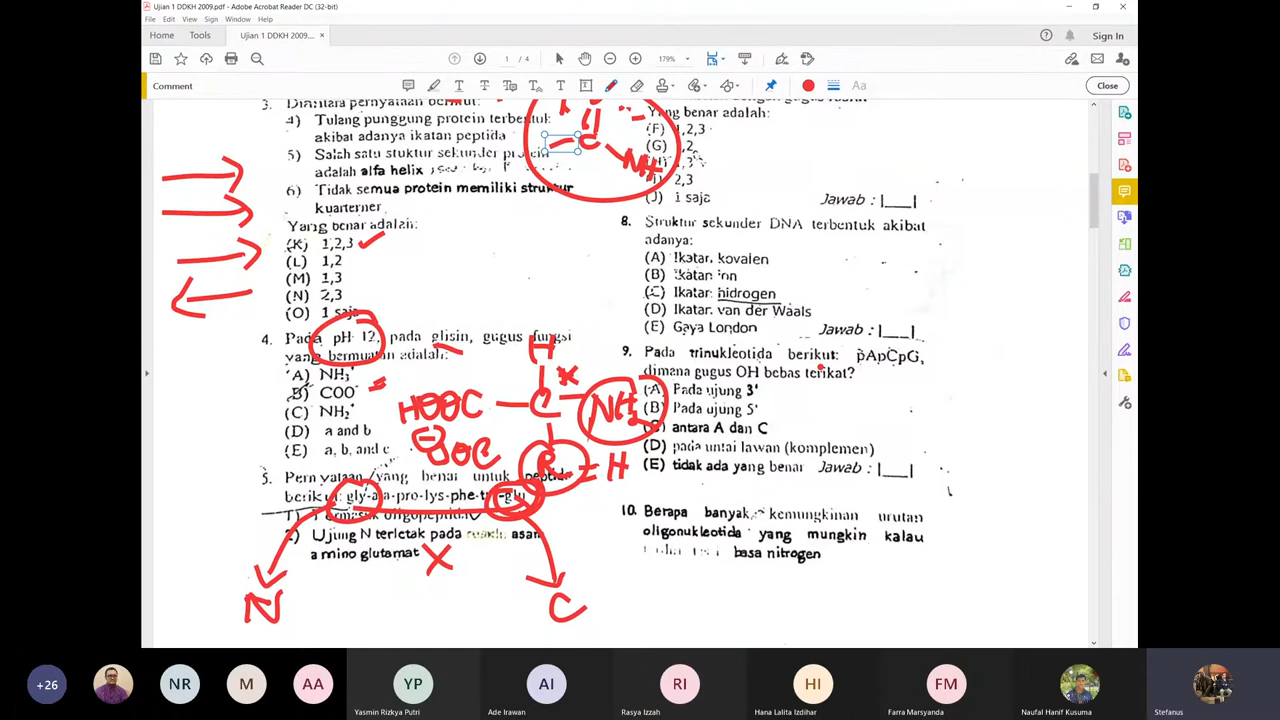 Ujian 1 DDKH 2009.pdf - Adobe Acrobat Reader DC (32-bit)
File Edit View Sign Window Help
Home Tools Ujian 1 DDKH 2009.... x
Sign In
1 / 4
179%
Comment
Close
3. Diantara pernyataan berikut:
4) Tulang punggung protein terbentuk
akibat adanya ikatan peptida
5) Salah satu stuktur sekunder protein
adalah alfa helix
6) Tidak semua protein memiliki struktur
kuarterner
Yang benar adalah:
(K) 1,2,3
(L) 1,2
(M) 1,3
(N) 2,3
(O) 1 saja
4. Pada pH 12, pada glisin, gugus fungsi
yang bermuatan adalah:
(A) NH3+
(B) COO-
(C) NH2+
(D) a and b
(E) a, b, and c
5. Pernyataan yang benar untuk peptida
berikut: gly-ala-pro-lys-phe-glu
1) Termasuk oligopeptida
2) Ujung N terletak pada asam
amino glutamat
C
NH
H
HOOC C NH2
OOC R = H
N C
Yang benar adalah:
(F) 1,2,3
(G) 1,2
2,3
(J) 1 saja
Jawab : |___|
8. Struktur sekunder DNA terbentuk akibat
adanya:
(A) Ikatan kovalen
(B) Ikatan ion
(C) Ikatan hidrogen
(D) Ikatan van der Waals
(E) Gaya London Jawab : |___|
9. Pada trinukleotida berikut: pApCpG,
dimana gugus OH bebas terikat?
(A) Pada ujung 3'
(B) Pada ujung 5'
(C) antara A dan C
(D) pada untai lawan (komplemen)
(E) tidak ada yang benar Jawab : |___|
10. Berapa banyak kemungkinan urutan
oligonukleotida yang mungkin kalau
basa nitrogen
+26
NR
M
AA
YP
Yasmin Rizkya Putri
AI
Ade Irawan
RI
Rasya Izzah
HI
Hana Lalita Izdihar
FM
Farra Marsyanda
Naufal Hanif Kusuma
Stefanus